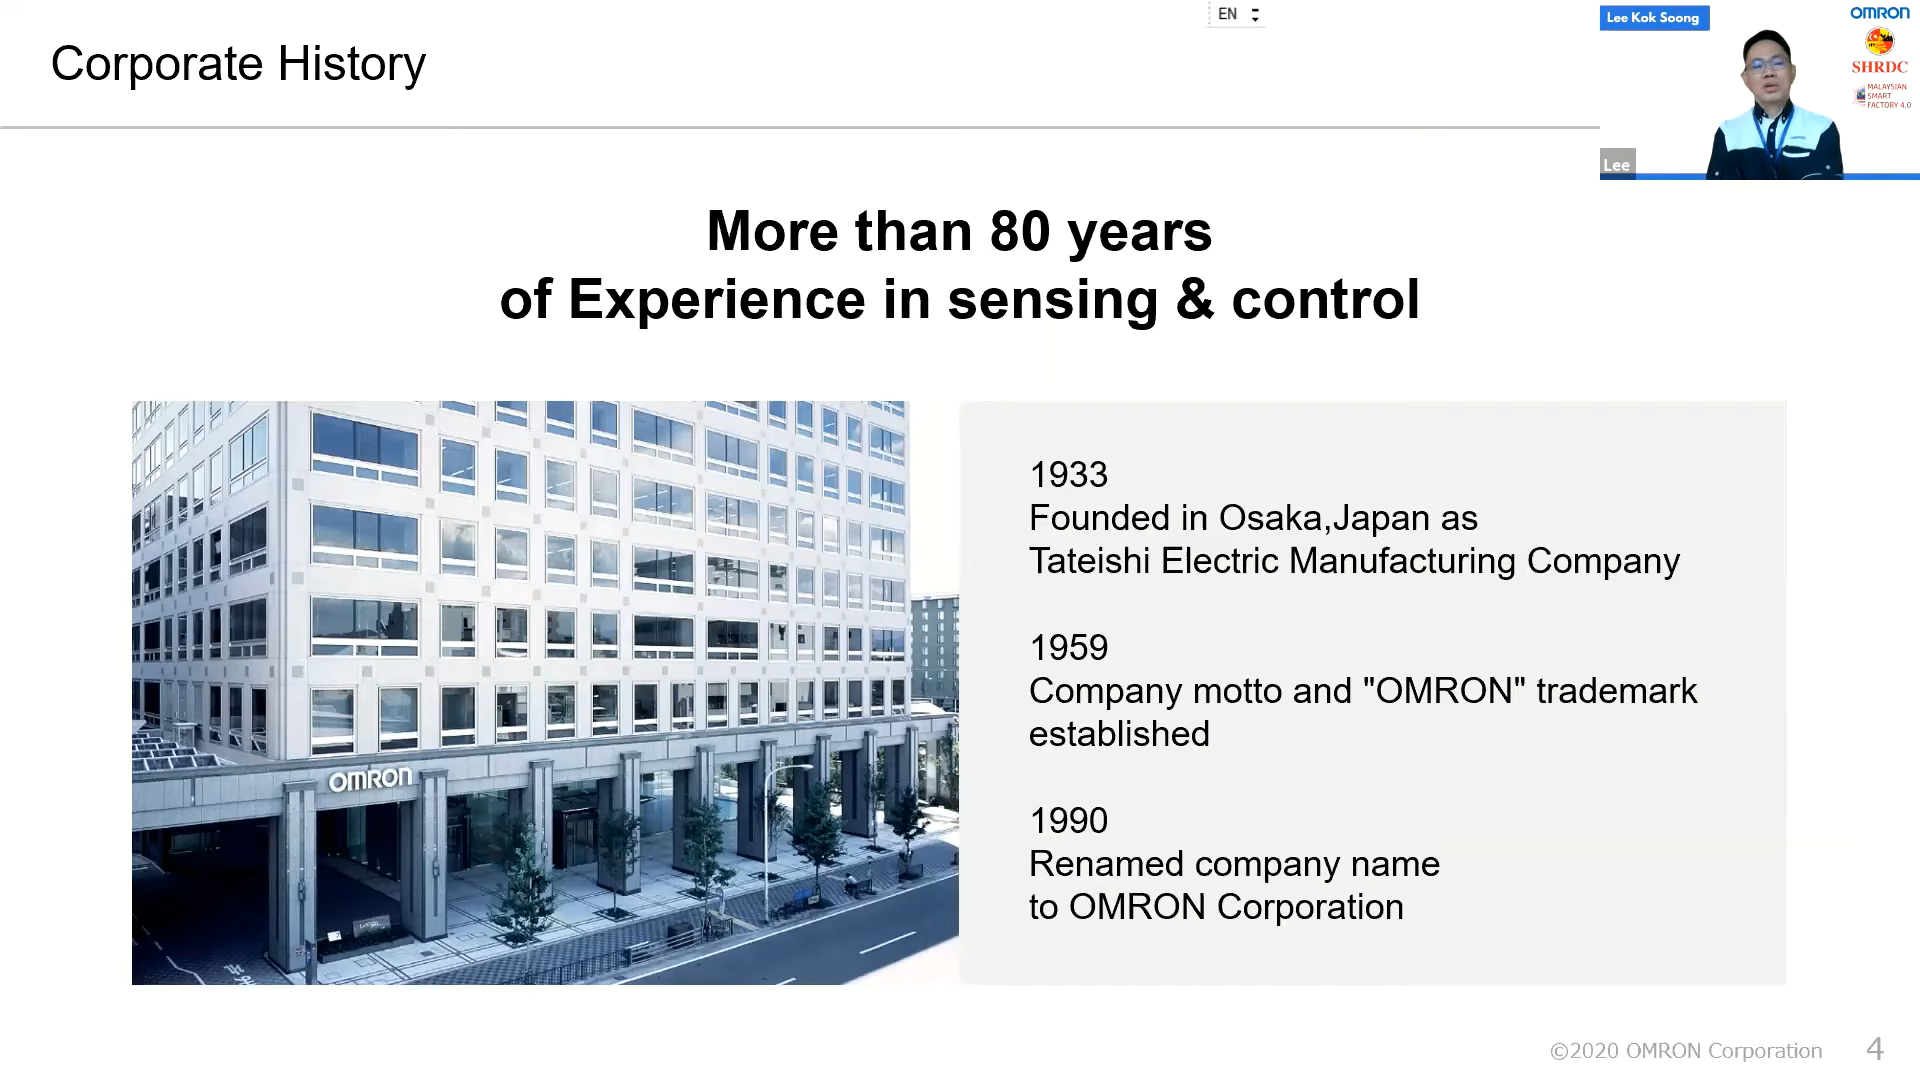 EN
Lee Kok Soong
OMRON
SHRDC
MALAYSIAN
SMART
FACTORY 4.0
Lee
Corporate History
More than 80 years
of Experience in sensing & control
OMRON
1933
Founded in Osaka,Japan as
Tateishi Electric Manufacturing Company
1959
Company motto and "OMRON" trademark
established
1990
Renamed company name
to OMRON Corporation
©2020 OMRON Corporation
4